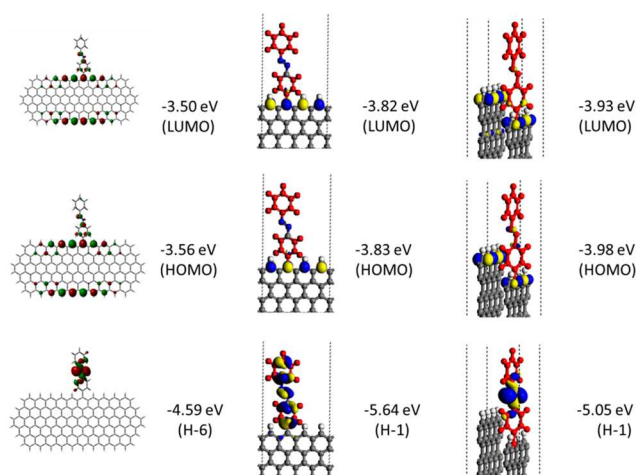 -3.50 eV
(LUMO)
-3.82 eV
(LUMO)
-3.93 eV
(LUMO)
-3.56 eV
(HOMO)
-3.83 eV
(HOMO)
-3.98 eV
(HOMO)
-4.59 eV
(H-6)
-5.64 eV
(H-1)
-5.05 eV
(H-1)